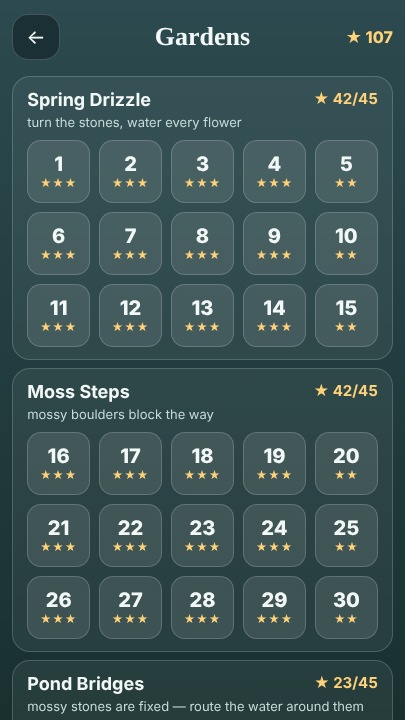 ← Gardens ★ 107
Spring Drizzle ★ 42/45
turn the stones, water every flower
1 2 3 4 5
★★★ ★★★ ★★★ ★★★ ★★
6 7 8 9 10
★★★ ★★★ ★★★ ★★★ ★★
11 12 13 14 15
★★★ ★★★ ★★★ ★★★ ★★
Moss Steps ★ 42/45
mossy boulders block the way
16 17 18 19 20
★★★ ★★★ ★★★ ★★★ ★★
21 22 23 24 25
★★★ ★★★ ★★★ ★★★ ★★
26 27 28 29 30
★★★ ★★★ ★★★ ★★★ ★★
Pond Bridges ★ 23/45
mossy stones are fixed — route the water around them